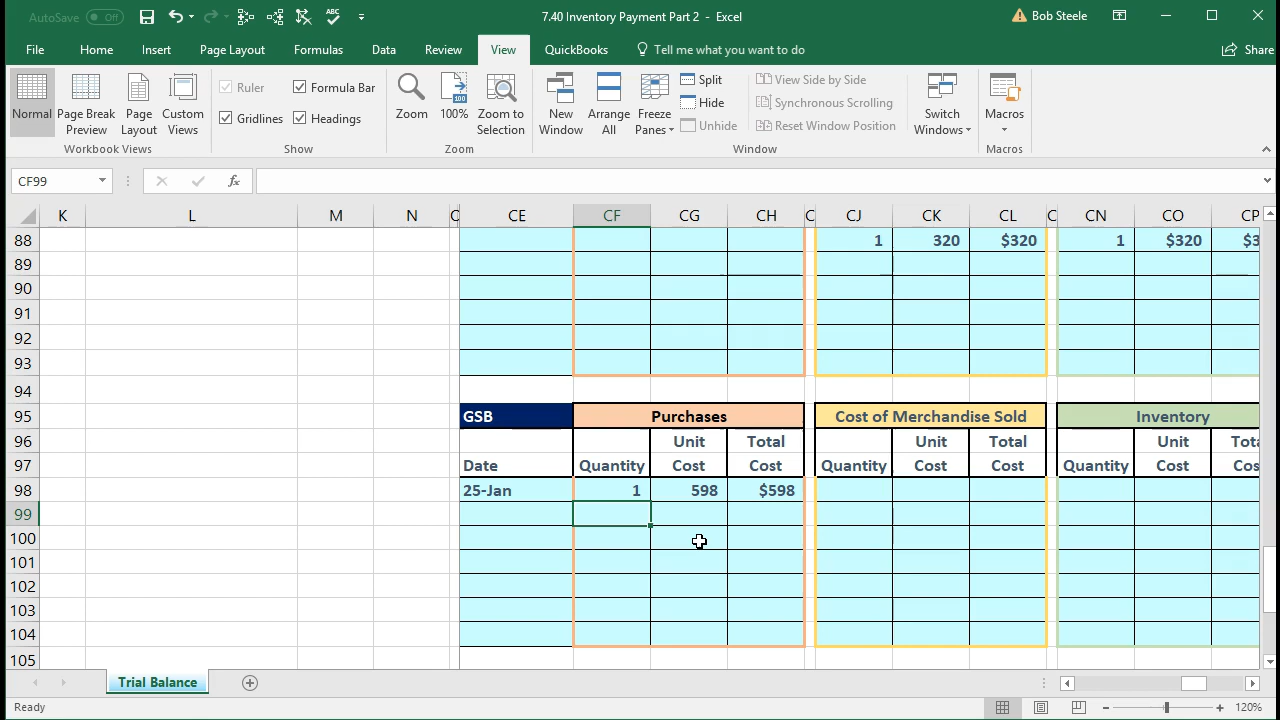 AutoSave Off 7.40 Inventory Payment Part 2 - Excel Bob Steele
File Home Insert Page Layout Formulas Data Review View QuickBooks Tell me what you want to do Share
Normal Page Break Preview Page Layout Custom Views
Workbook Views
Ruler Formula Bar
Gridlines Headings
Show
Zoom 100% Zoom to Selection
Zoom
New Window Arrange All Freeze Panes
Split View Side by Side
Hide Synchronous Scrolling
Unhide Reset Window Position
Window
Switch Windows
Macros
Macros
CF99 fx
K L M N CE CF CG CH C CJ CK CL C CN CO CP
88 1 320 $320 1 $320 $3
89
90
91
92
93
94
95 GSB Purchases Cost of Merchandise Sold Inventory
96 Unit Total Unit Total Unit Tota
97 Date Quantity Cost Cost Quantity Cost Cost Quantity Cost Cos
98 25-Jan 1 598 $598
99
100
101
102
103
104
105
Trial Balance
Ready 120%